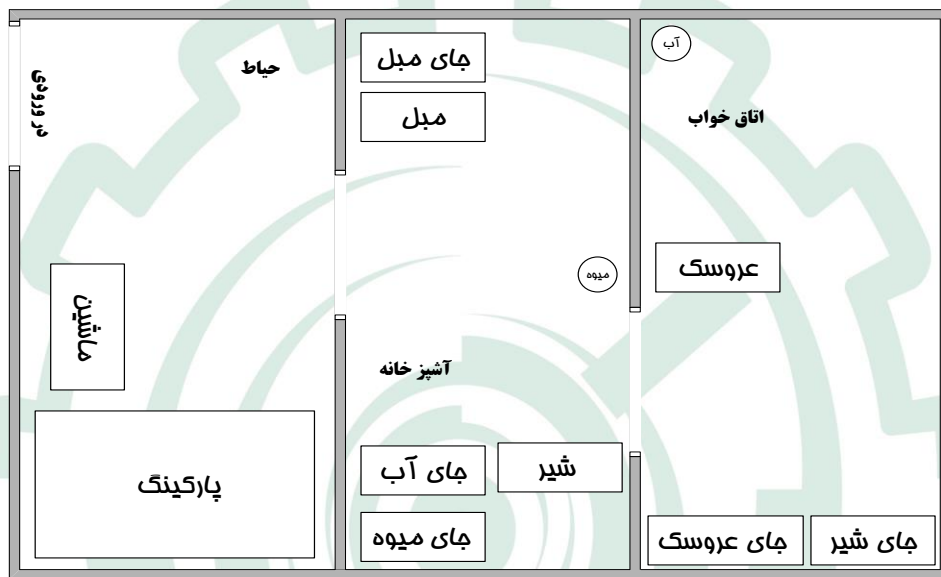 آب
جای مبل
حیاط
در ورودی
مبل
اتاق خواب
عروسک
میوه
ماشین
آشپز خانه
شیر
جای آب
پارکینگ
جای میوه
جای شیر
جای عروسک